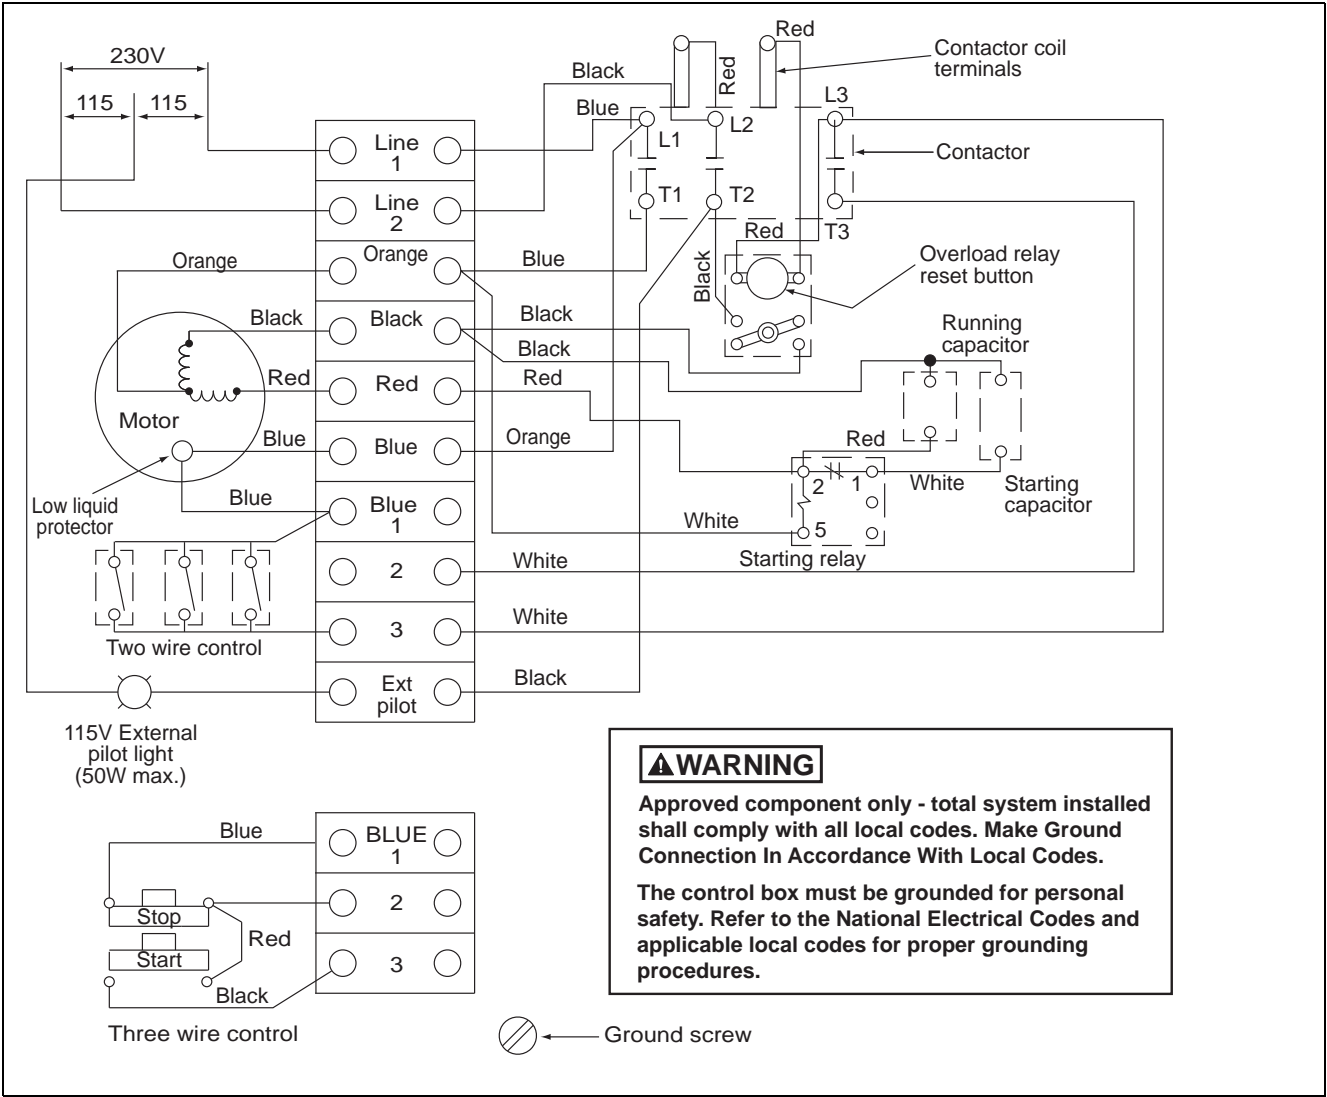 230V
115
115
Black
Blue
Red
Red
Contactor coil
terminals
L1
L2
L3
Contactor
T1
T2
T3
Line
1
Line
2
Orange
Orange
Blue
Black
Red
Overload relay
reset button
Black
Black
Black
Black
Running
capacitor
Red
Red
Red
Motor
Blue
Blue
Orange
Red
2
1
White
Starting
capacitor
Low liquid
protector
Blue
Blue
1
White
5
Starting relay
2
White
3
White
Two wire control
Ext
pilot
Black
115V External
pilot light
(50W max.)
WARNING
Approved component only - total system installed
shall comply with all local codes. Make Ground
Connection In Accordance With Local Codes.
The control box must be grounded for personal
safety. Refer to the National Electrical Codes and
applicable local codes for proper grounding
procedures.
Blue
BLUE
1
Stop
2
Red
Start
3
Black
Three wire control
Ground screw